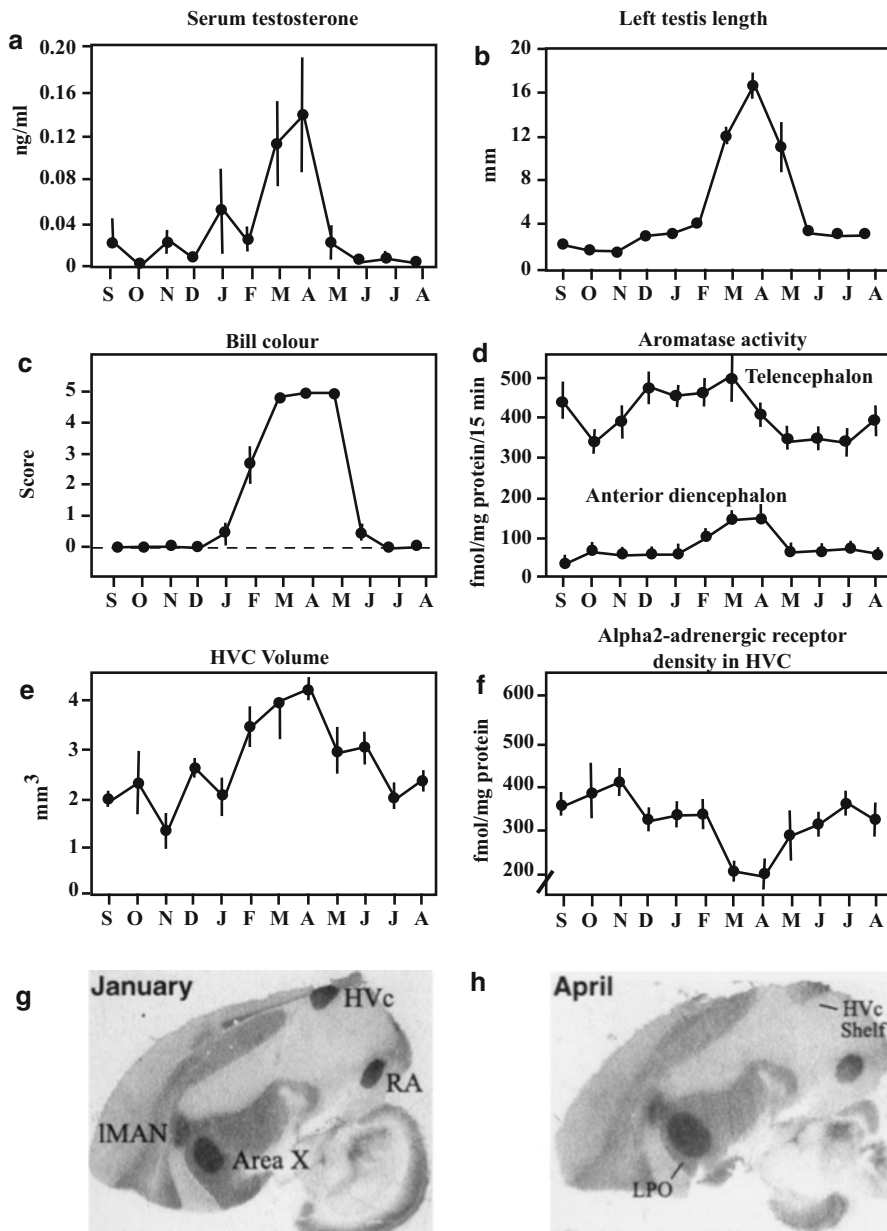 Serum testosterone
a
0.20
0.16
0.12
0.08
0.04
0
ng/ml
S O N D J F M A M J J A
Left testis length
b
20
16
12
8
4
0
mm
S O N D J F M A M J J A
Bill colour
c
5
4
3
2
1
0
Score
S O N D J F M A M J J A
Aromatase activity
d
500
400
300
200
100
0
fmol/mg protein/15 min
Telencephalon
Anterior diencephalon
S O N D J F M A M J J A
HVC Volume
e
4
3
2
1
0
mm3
S O N D J F M A M J J A
Alpha2-adrenergic receptor
density in HVC
f
600
500
400
300
200
fmol/mg protein
S O N D J F M A M J J A
g
January
HVc
RA
lMAN
Area X
h
April
HVc
Shelf
LPO